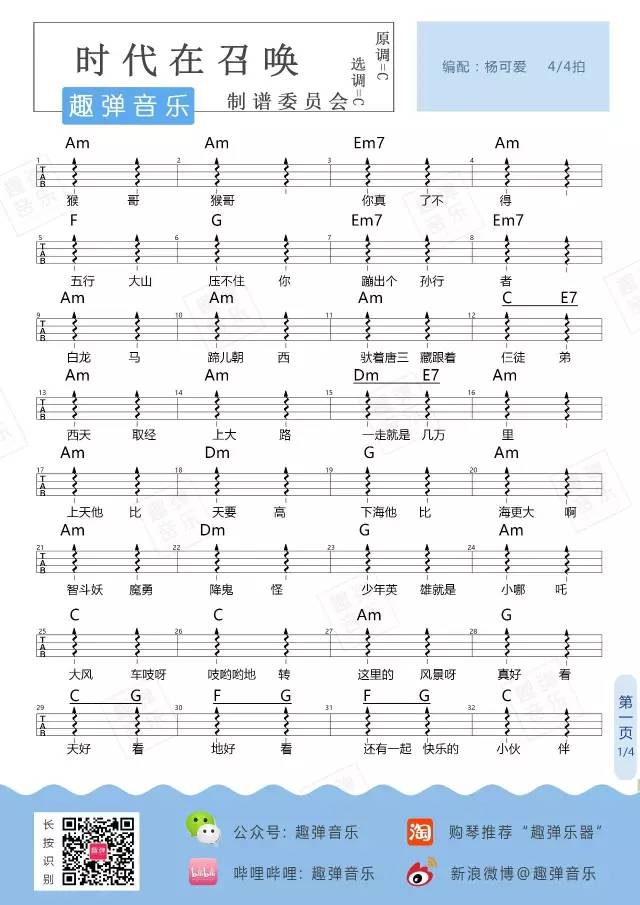 时代在召唤
原调=C
选调=C
趣弹音乐 制谱委员会
编配：杨可爱 4/4拍
Am Am Em7 Am
1 2 3 4
TAB
猴 哥 猴哥 你真 了不 得
F G Em7 Em7
5 6 7 8
TAB
五行 大山 压不住 你 蹦出个 孙行 者
Am Am Am C E7
9 10 11 12
TAB
白龙 马 蹄儿朝 西 驮着唐三 藏跟着 仨徒 弟
Am Am Dm E7 Am
13 14 15 16
TAB
西天 取经 上大 路 一走就是 几万 里
Am Dm G Am
17 18 19 20
TAB
上天他 比 天要 高 下海他 比 海更大 啊
Am Dm G Am
21 22 23 24
TAB
智斗妖 魔勇 降鬼 怪 少年英 雄就是 小哪 吒
C C Am G
25 26 27 28
TAB
大风 车吱呀 吱哟哟地 转 这里的 风景呀 真好 看
C G F G F G C
29 30 31 32
TAB
天好 看 地好 看 还有一起 快乐的 小伙 伴
第一页
1/4
长按识别
趣弹
公众号: 趣弹音乐
淘 购琴推荐“趣弹乐器”
bilibili 哔哩哔哩: 趣弹音乐
新浪微博@趣弹音乐